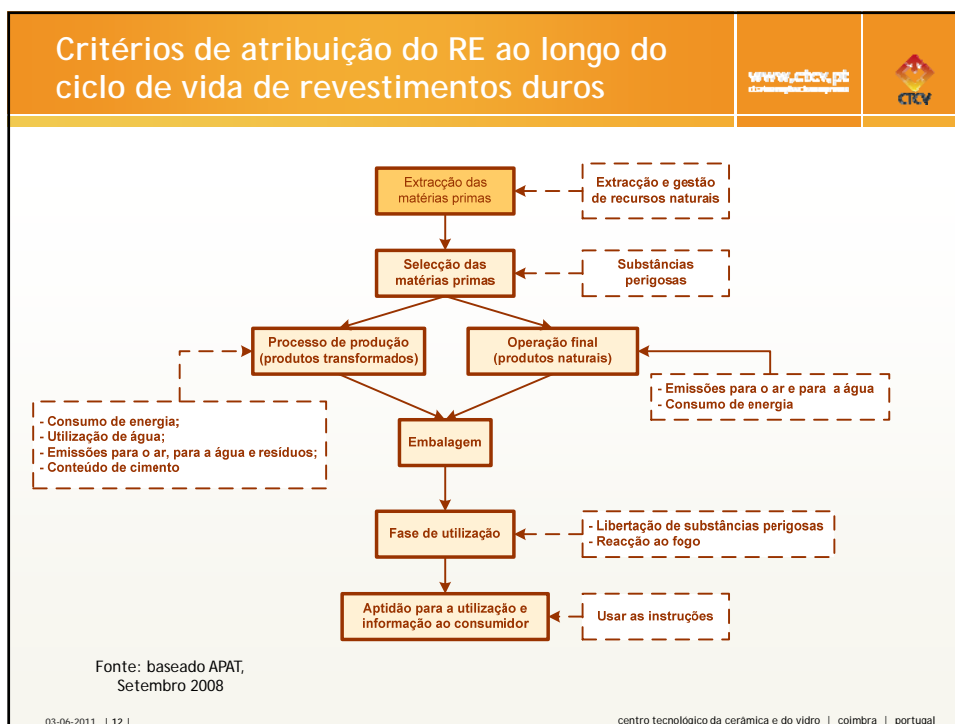 Critérios de atribuição do RE ao longo do
ciclo de vida de revestimentos duros
www.ctcv.pt
CTCV
Extracção das
matérias primas
Extracção e gestão
de recursos naturais
Selecção das
matérias primas
Substâncias
perigosas
Processo de produção
(produtos transformados)
Operação final
(produtos naturais)
- Emissões para o ar e para a água
- Consumo de energia
- Consumo de energia;
- Utilização de água;
- Emissões para o ar, para a água e resíduos;
- Conteúdo de cimento
Embalagem
Fase de utilização
- Libertação de substâncias perigosas
- Reacção ao fogo
Aptidão para a utilização e
informação ao consumidor
Usar as instruções
Fonte: baseado APAT,
Setembro 2008
03-06-2011 | 12 |
centro tecnológico da cerâmica e do vidro | coimbra | portugal